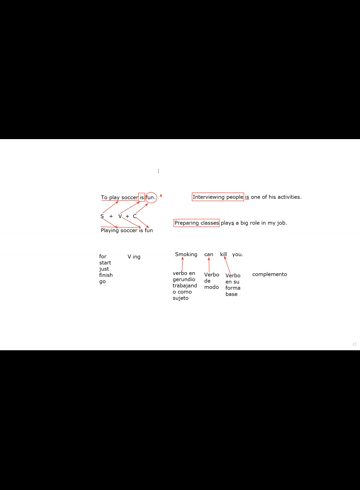 To play soccer is fun.
Interviewing people is one of his activities.
S + V + C
Preparing classes plays a big role in my job.
Playing soccer is fun
for
start
just
finish
go
V ing
Smoking can kill you.
verbo en
gerundio
trabajand
o como
sujeto
Verbo
de
modo
Verbo
en su
forma
base
complemento